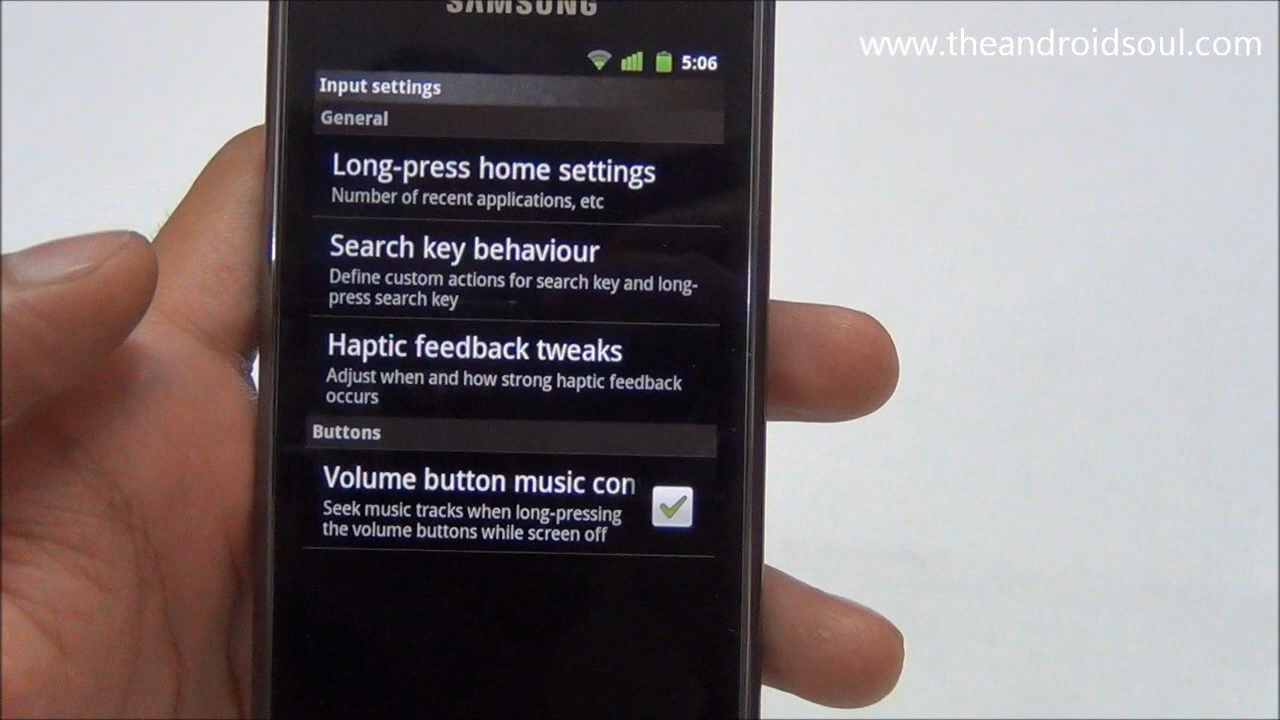 SAMSUNG
www.theandroidsoul.com
5:06
Input settings
General
Long-press home settings
Number of recent applications, etc
Search key behaviour
Define custom actions for search key and long-
press search key
Haptic feedback tweaks
Adjust when and how strong haptic feedback
occurs
Buttons
Volume button music con
Seek music tracks when long-pressing
the volume buttons while screen off